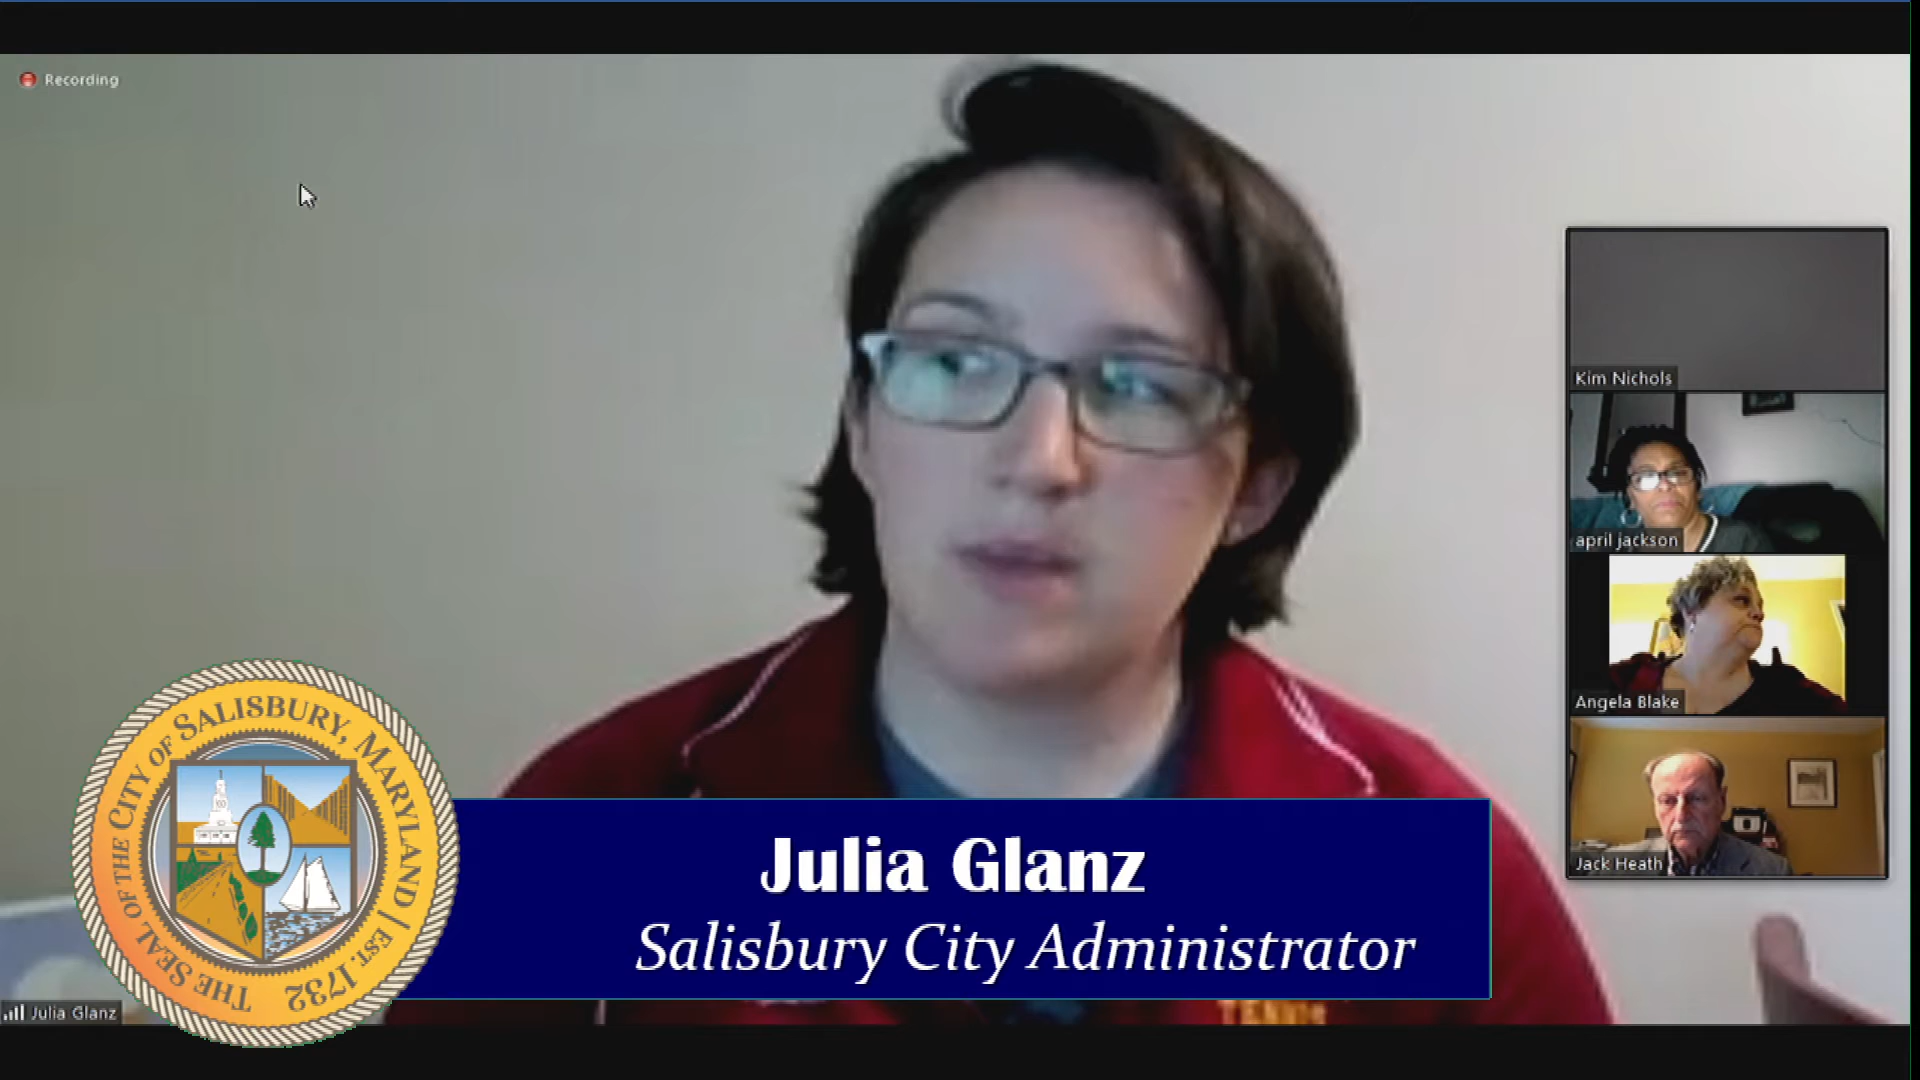 Recording
Kim Nichols
april jackson
Angela Blake
Jack Heath
THE SEAL OF THE CITY OF SALISBURY, MARYLAND | EST. 1732
Julia Glanz
Salisbury City Administrator
TENNIS
Julia Glanz